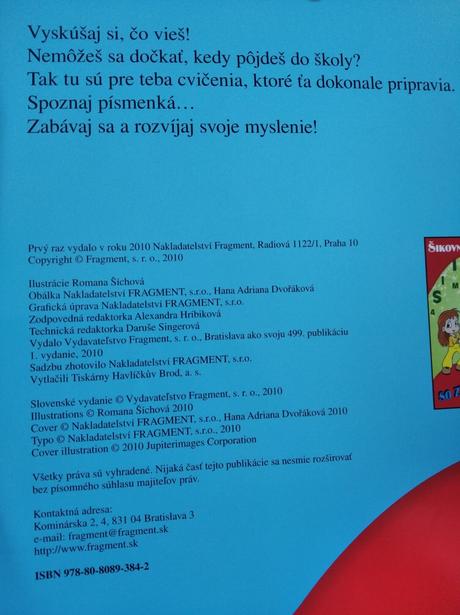 Vyskúšaj si, čo vieš!
Nemôžeš sa dočkať, kedy pôjdeš do školy?
Tak tu sú pre teba cvičenia, ktoré ťa dokonale pripravia.
Spoznaj písmenká...
Zabávaj sa a rozvíjaj svoje myslenie!
Prvý raz vydalo v roku 2010 Nakladatelství Fragment, Radiová 1122/1, Praha 10
Copyright © Fragment, s. r. o., 2010
Ilustrácie Romana Šíchová
Obálka Nakladatelství FRAGMENT, s.r.o., Hana Adriana Dvořáková
Grafická úprava Nakladatelství FRAGMENT, s.r.o.
Zodpovedná redaktorka Alexandra Hribiková
Technická redaktorka Daruše Singerová
Vydalo Vydavateľstvo Fragment, s. r. o., Bratislava ako svoju 499. publikáciu
1. vydanie, 2010
Sadzbu zhotovilo Nakladatelství FRAGMENT, s.r.o.
Vytlačili Tiskárny Havlíčkův Brod, a. s.
Slovenské vydanie © Vydavateľstvo Fragment, s. r. o., 2010
Illustrations © Romana Šíchová 2010
Cover © Nakladatelství FRAGMENT, s.r.o., Hana Adriana Dvořáková 2010
Typo © Nakladatelství FRAGMENT, s.r.o., 2010
Cover illustration © 2010 Jupiterimages Corporation
Všetky práva sú vyhradené. Nijaká časť tejto publikácie sa nesmie rozširovať
bez písomného súhlasu majiteľov práv.
Kontaktná adresa:
Kominárska 2, 4, 831 04 Bratislava 3
e-mail: fragment@fragment.sk
http://www.fragment.sk
ISBN 978-80-8089-384-2